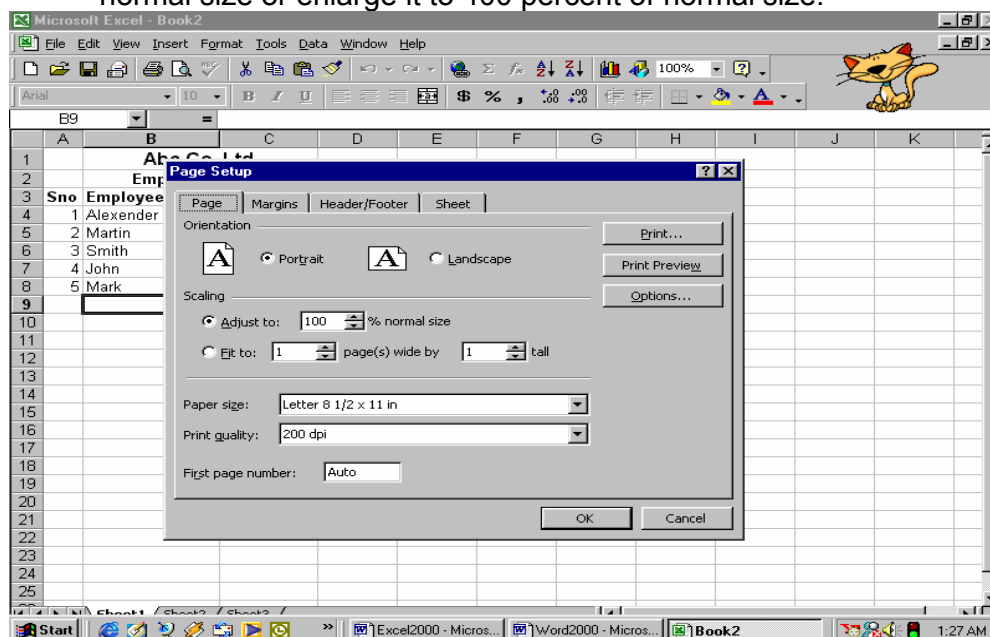 normal size or enlarge it to 400 percent of normal size.
Microsoft Excel - Book2
File Edit View Insert Format Tools Data Window Help
100%
Arial 10 B I U $ % ,
B9 =
A B C D E F G H I J K
1 Abc Co. Ltd
2 Emp
3 Sno Employee
4 1 Alexender
5 2 Martin
6 3 Smith
7 4 John
8 5 Mark
9
10
11
12
13
14
15
16
17
18
19
20
21
22
23
24
25
Page Setup
Page Margins Header/Footer Sheet
Orientation
A Portrait A Landscape
Print...
Print Preview
Options...
Scaling
Adjust to: 100 % normal size
Fit to: 1 page(s) wide by 1 tall
Paper size: Letter 8 1/2 x 11 in
Print quality: 200 dpi
First page number: Auto
OK Cancel
Sheet1 Sheet2 Sheet3
Start » Excel2000 - Micros... Word2000 - Micros... Book2 1:27 AM